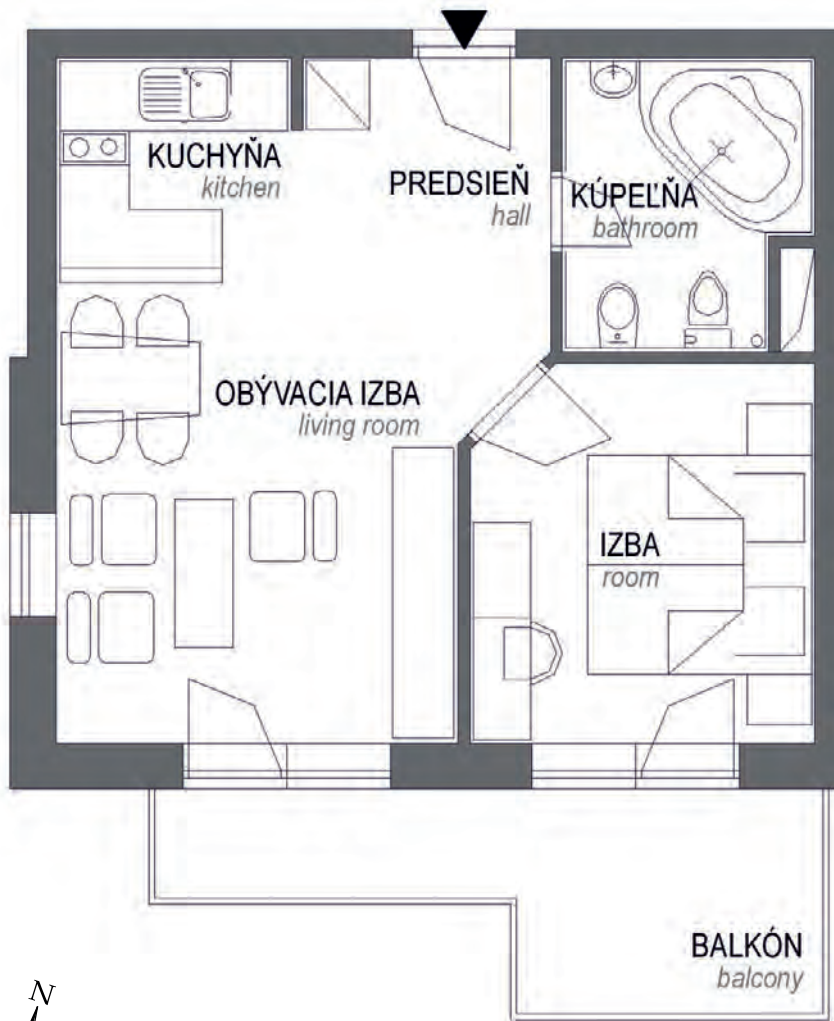 KUCHYŇA
kitchen
PREDSIEŇ
hall
KÚPEĽŇA
bathroom
OBÝVACIA IZBA
living room
IZBA
room
BALKÓN
balcony
N